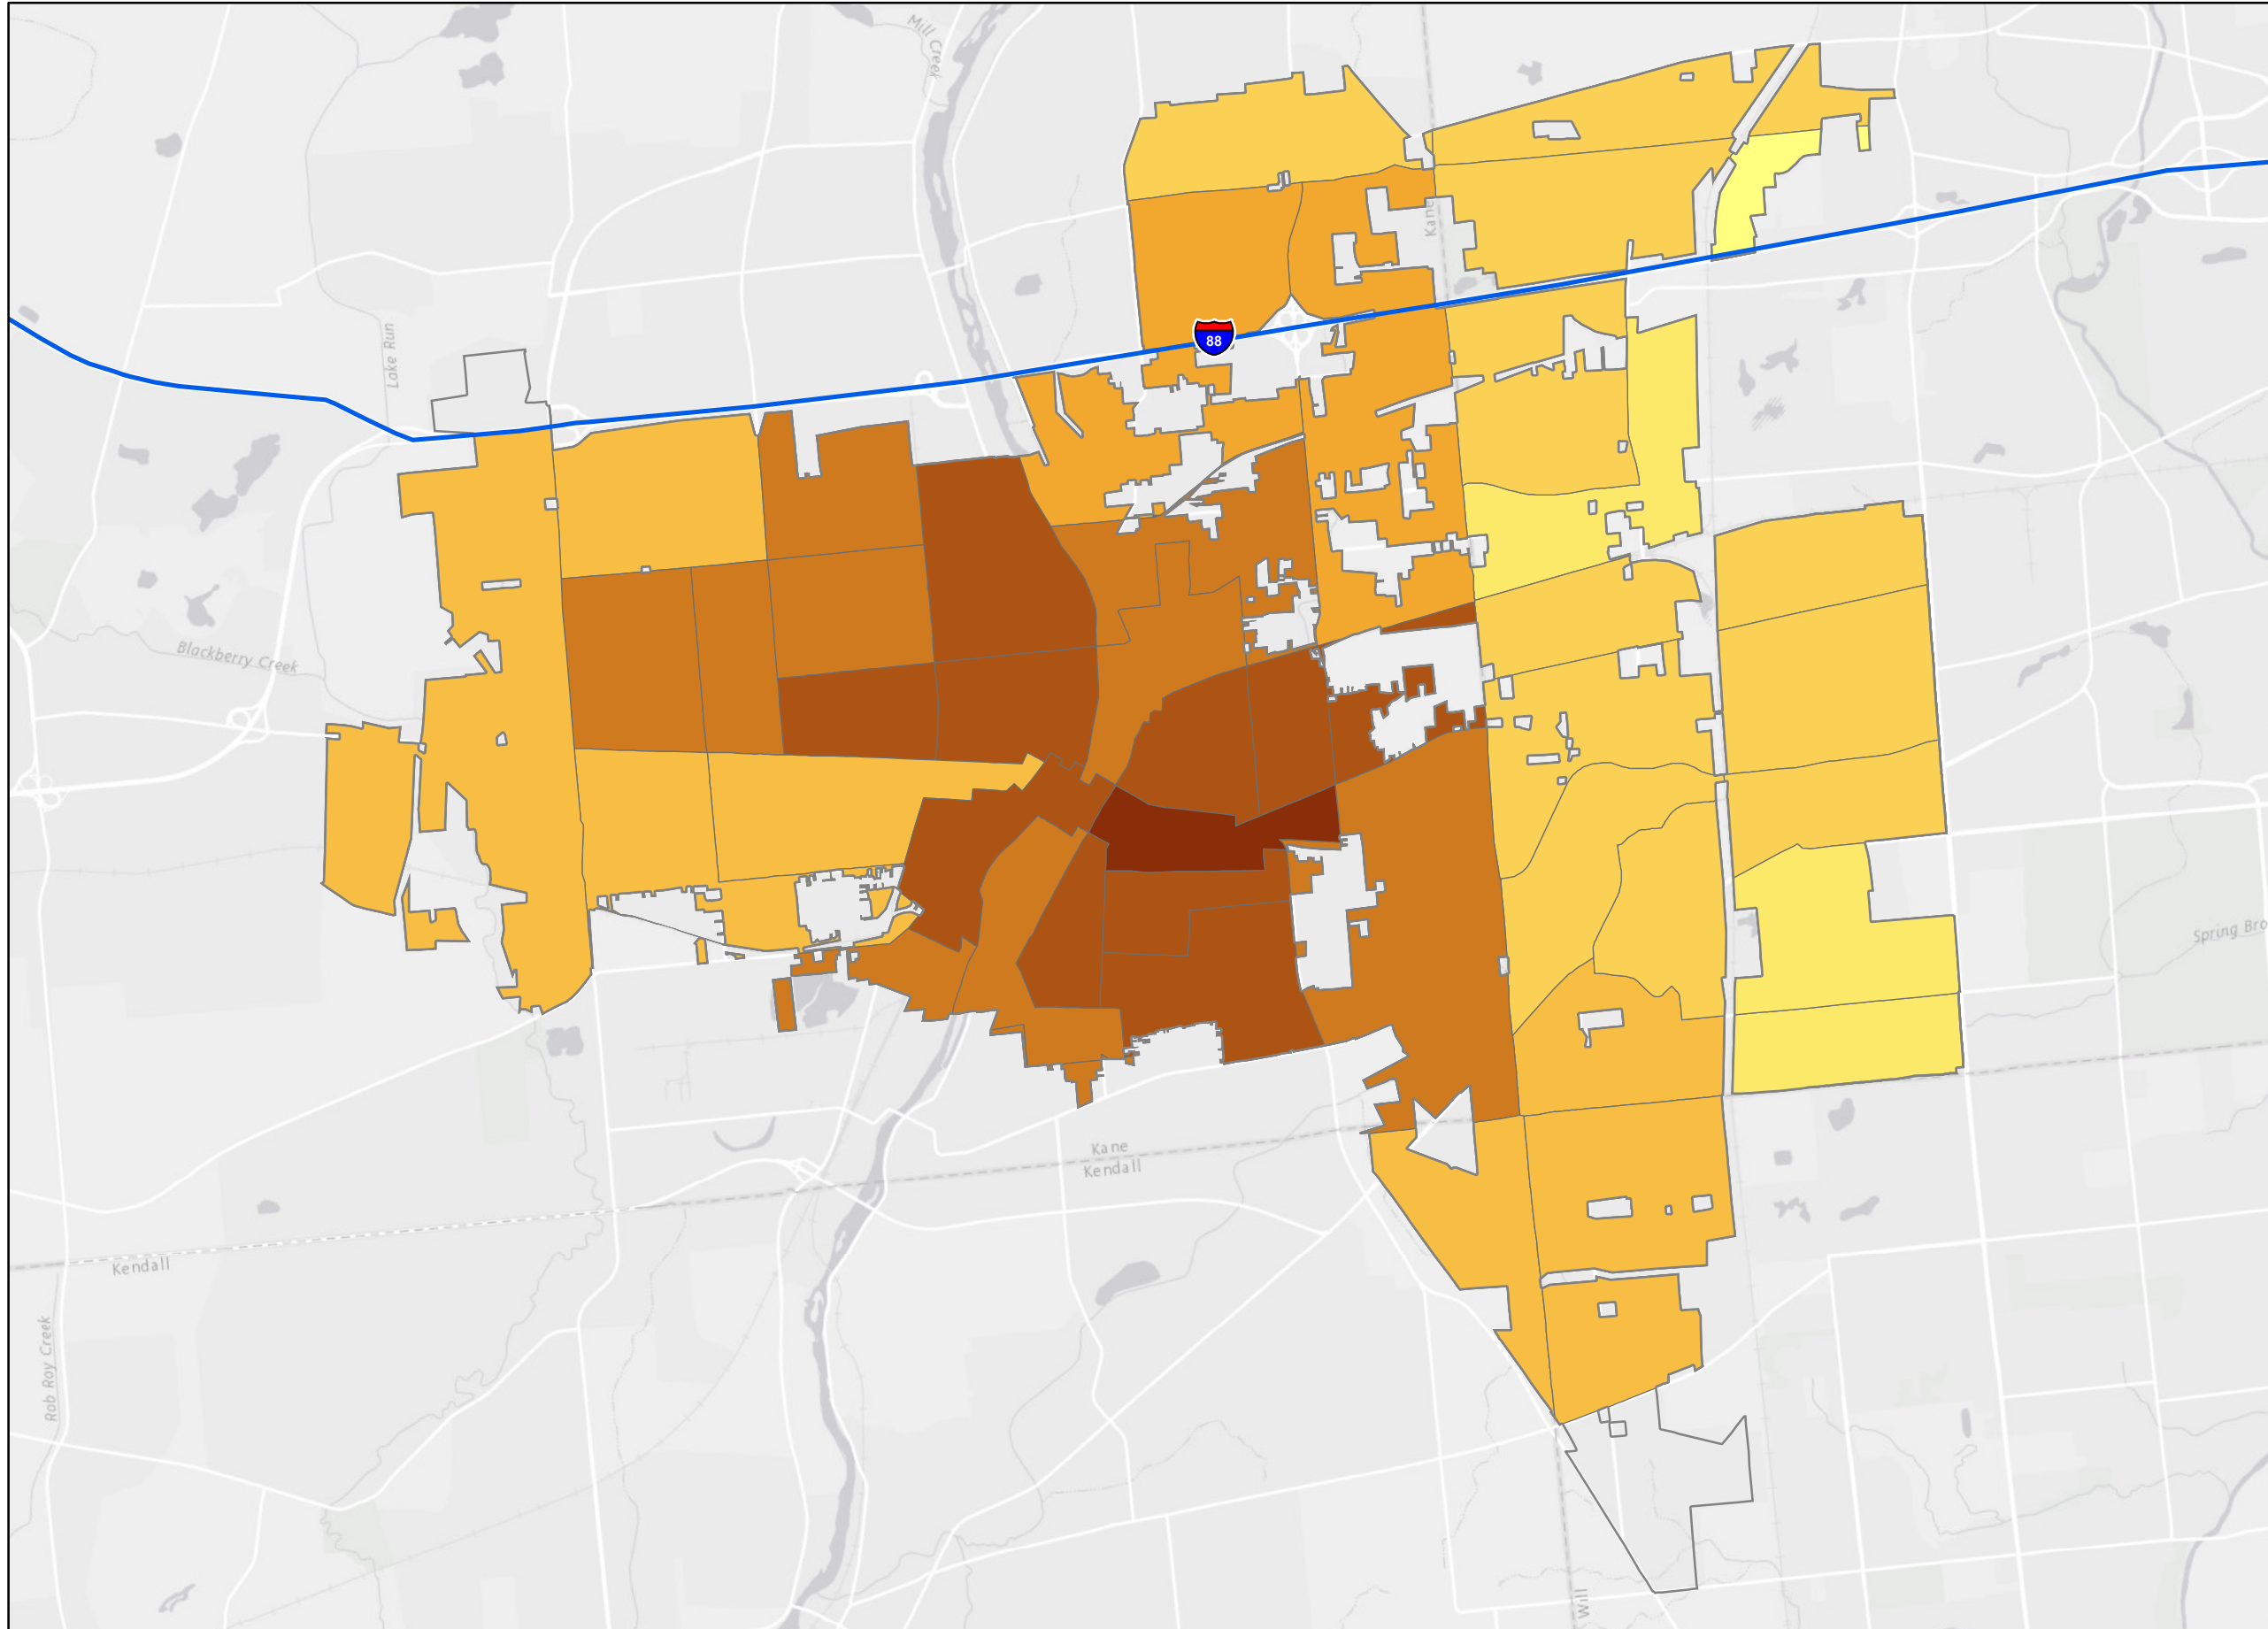 Mill Creek
Kane
Lake Run
88
Blackberry Creek
Spring Bro
Kane
Kendall
Kendall
Rob Roy Creek
Will